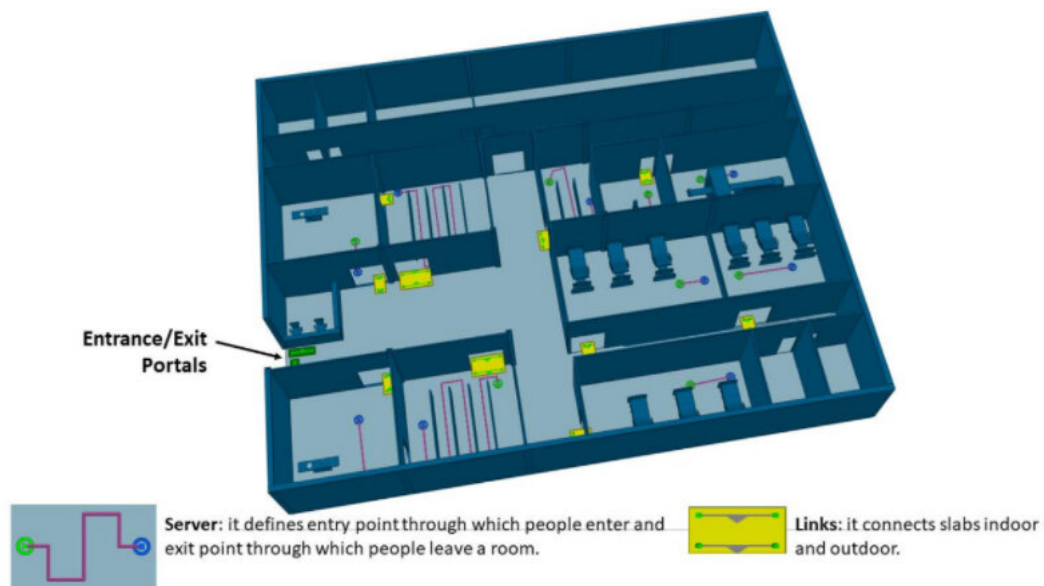 Entrance/Exit
Portals
Server: it defines entry point through which people enter and
exit point through which people leave a room.
Links: it connects slabs indoor
and outdoor.